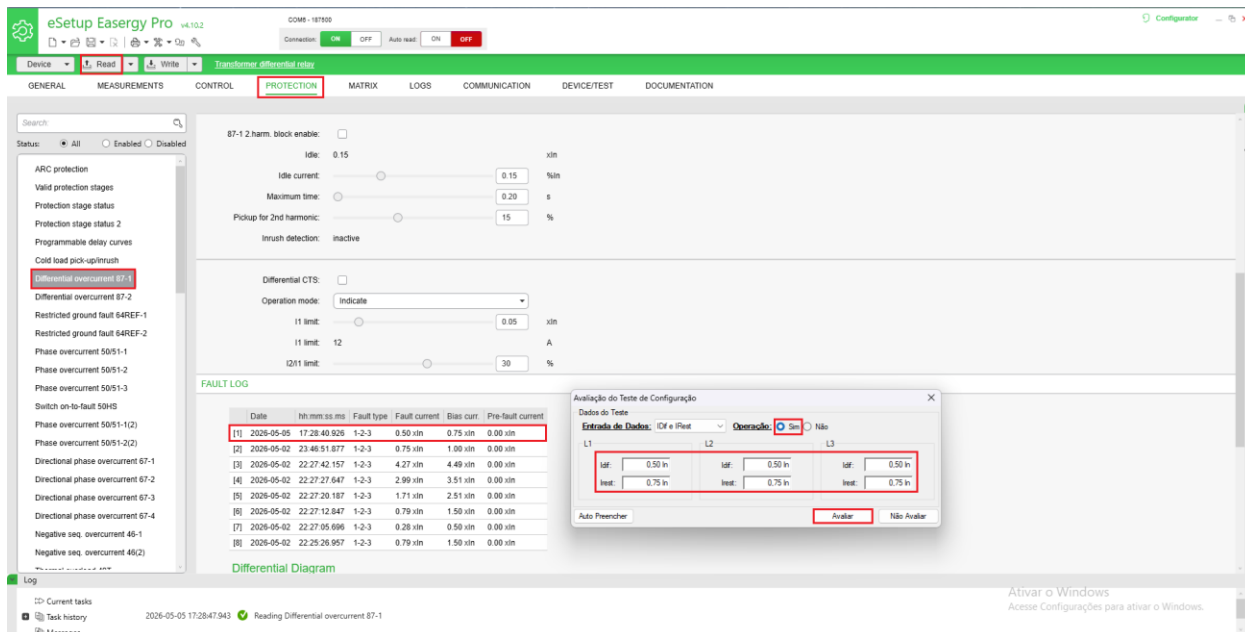 eSetup Easergy Pro v4.10.2
COM6 - 187500
Connection: ON OFF Auto read: ON OFF
Configurator
Device Read Write Transformer differential relay
GENERAL MEASUREMENTS CONTROL PROTECTION MATRIX LOGS COMMUNICATION DEVICE/TEST DOCUMENTATION
Search:
Status: All Enabled Disabled
ARC protection
Valid protection stages
Protection stage status
Protection stage status 2
Programmable delay curves
Cold load pick-up/inrush
Differential overcurrent 87-1
Differential overcurrent 87-2
Restricted ground fault 64REF-1
Restricted ground fault 64REF-2
Phase overcurrent 50/51-1
Phase overcurrent 50/51-2
Phase overcurrent 50/51-3
Switch on-to-fault 50HS
Phase overcurrent 50/51-1(2)
Phase overcurrent 50/51-2(2)
Directional phase overcurrent 67-1
Directional phase overcurrent 67-2
Directional phase overcurrent 67-3
Directional phase overcurrent 67-4
Negative seq. overcurrent 46-1
Negative seq. overcurrent 46(2)
87-1 2.harm. block enable:
Idle: 0.15 xIn
Idle current: 0.15 %In
Maximum time: 0.20 s
Pickup for 2nd harmonic: 15 %
Inrush detection: inactive
Differential CTS:
Operation mode: Indicate
I1 limit: 0.05 xIn
I1 limit: 12 A
I2/I1 limit: 30 %
FAULT LOG
Date hh:mm:ss.ms Fault type Fault current Bias curr. Pre-fault current
[1] 2026-05-05 17:28:40.926 1-2-3 0.50 xIn 0.75 xIn 0.00 xIn
[2] 2026-05-02 23:46:51.877 1-2-3 0.75 xIn 1.00 xIn 0.00 xIn
[3] 2026-05-02 22:27:42.157 1-2-3 4.27 xIn 4.49 xIn 0.00 xIn
[4] 2026-05-02 22:27:27.647 1-2-3 2.99 xIn 3.51 xIn 0.00 xIn
[5] 2026-05-02 22:27:20.187 1-2-3 1.71 xIn 2.51 xIn 0.00 xIn
[6] 2026-05-02 22:27:12.847 1-2-3 0.79 xIn 1.50 xIn 0.00 xIn
[7] 2026-05-02 22:27:05.696 1-2-3 0.28 xIn 0.50 xIn 0.00 xIn
[8] 2026-05-02 22:25:26.957 1-2-3 0.79 xIn 1.50 xIn 0.00 xIn
Differential Diagram
Avaliação do Teste de Configuração
Dados do Teste
Entrada de Dados: IDif e IRest Operação: Sim Não
L1 L2 L3
Idif: 0,50 In Idif: 0,50 In Idif: 0,50 In
Irest: 0,75 In Irest: 0,75 In Irest: 0,75 In
Auto Preencher Avaliar Não Avaliar
Log
Current tasks
Task history
2026-05-05 17:28:47.943 Reading Differential overcurrent 87-1
Ativar o Windows
Acesse Configurações para ativar o Windows.